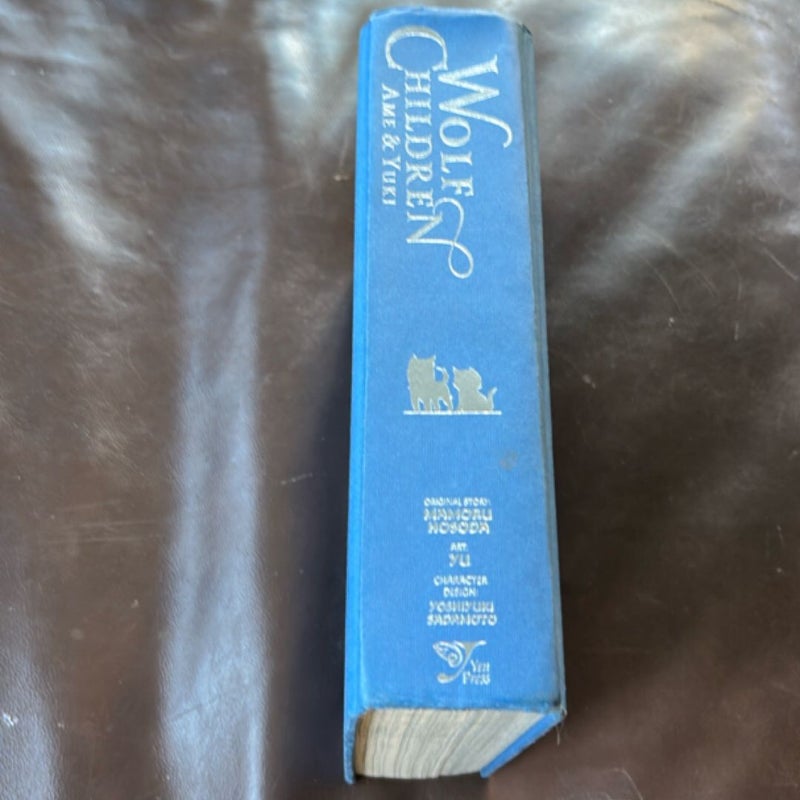 WOLF
CHILDREN
AME & YUKI
ORIGINAL STORY:
MAMORU
HOSODA
ART:
YU
CHARACTER
DESIGN:
YOSHIYUKI
SADAMOTO
Yen
Press